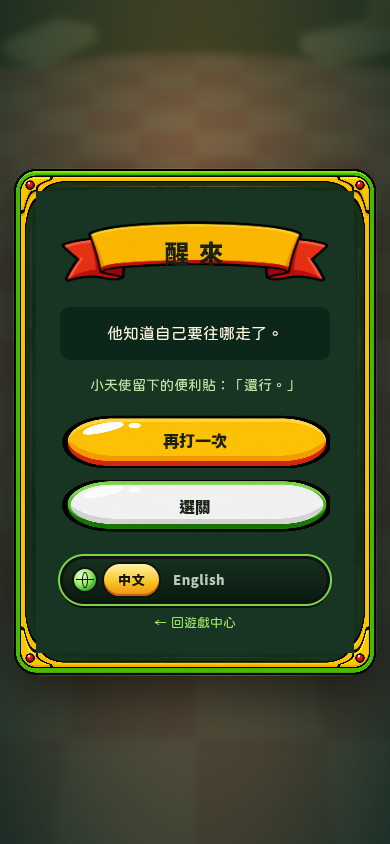 醒來
他知道自己要往哪走了。
小天使留下的便利貼：「還行。」
再打一次
選關
中文 English
← 回遊戲中心